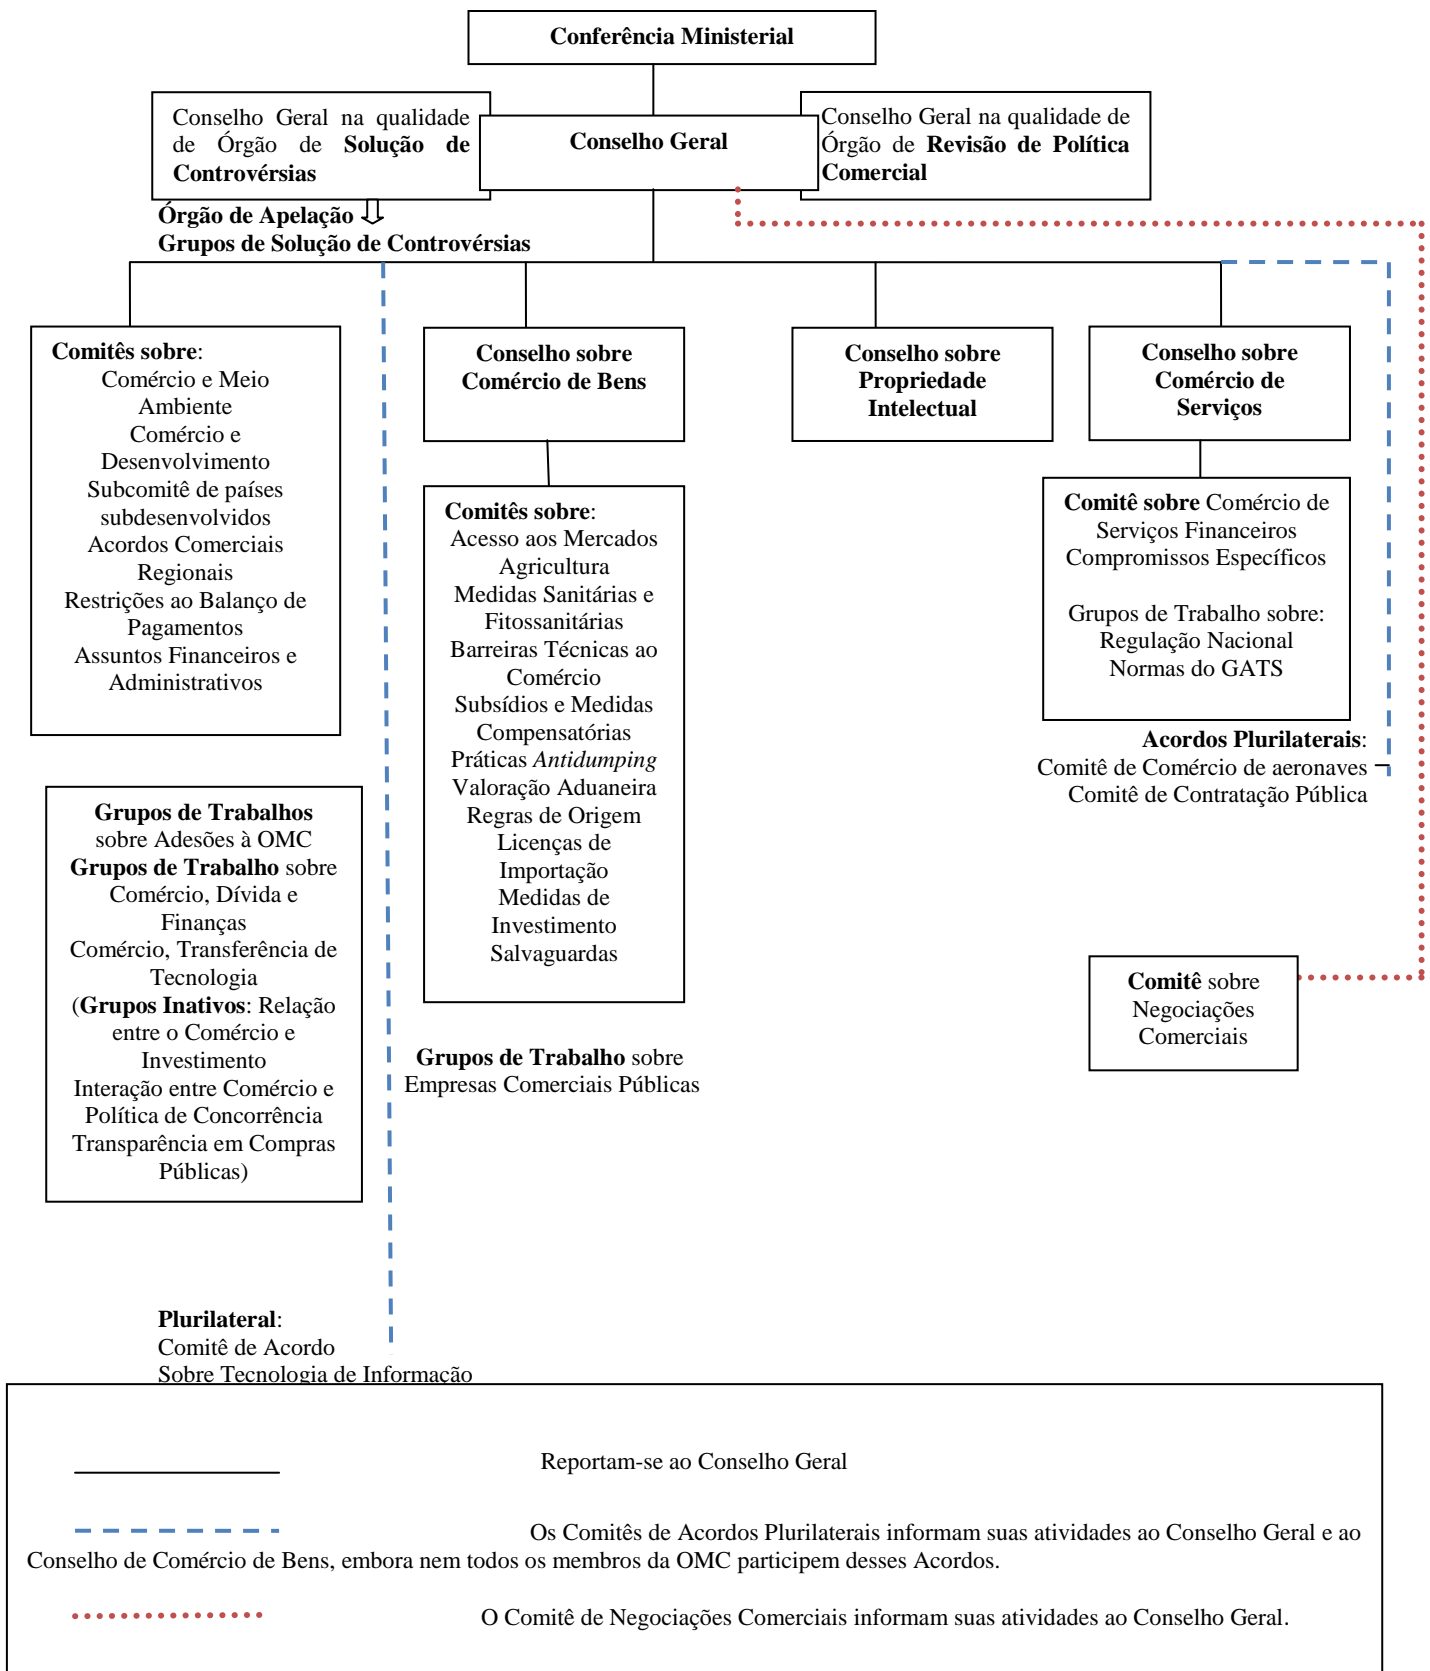 Conferência Ministerial
Conselho Geral na qualidade
de Órgão de Solução de
Controvérsias
Conselho Geral
Conselho Geral na qualidade de
Órgão de Revisão de Política
Comercial
Órgão de Apelação
Grupos de Solução de Controvérsias
Comitês sobre:
Comércio e Meio
Ambiente
Comércio e
Desenvolvimento
Subcomitê de países
subdesenvolvidos
Acordos Comerciais
Regionais
Restrições ao Balanço de
Pagamentos
Assuntos Financeiros e
Administrativos
Conselho sobre
Comércio de Bens
Conselho sobre
Propriedade
Intelectual
Conselho sobre
Comércio de
Serviços
Comitês sobre:
Acesso aos Mercados
Agricultura
Medidas Sanitárias e
Fitossanitárias
Barreiras Técnicas ao
Comércio
Subsídios e Medidas
Compensatórias
Práticas Antidumping
Valoração Aduaneira
Regras de Origem
Licenças de
Importação
Medidas de
Investimento
Salvaguardas
Comitê sobre Comércio de
Serviços Financeiros
Compromissos Específicos
Grupos de Trabalho sobre:
Regulação Nacional
Normas do GATS
Acordos Plurilaterais:
Comitê de Comércio de aeronaves
Comitê de Contratação Pública
Grupos de Trabalhos
sobre Adesões à OMC
Grupos de Trabalho sobre
Comércio, Dívida e
Finanças
Comércio, Transferência de
Tecnologia
(Grupos Inativos: Relação
entre o Comércio e
Investimento
Interação entre Comércio e
Política de Concorrência
Transparência em Compras
Públicas)
Grupos de Trabalho sobre
Empresas Comerciais Públicas
Comitê sobre
Negociações
Comerciais
Plurilateral:
Comitê de Acordo
Sobre Tecnologia de Informação
Reportam-se ao Conselho Geral
Os Comitês de Acordos Plurilaterais informam suas atividades ao Conselho Geral e ao
Conselho de Comércio de Bens, embora nem todos os membros da OMC participem desses Acordos.
O Comitê de Negociações Comerciais informam suas atividades ao Conselho Geral.